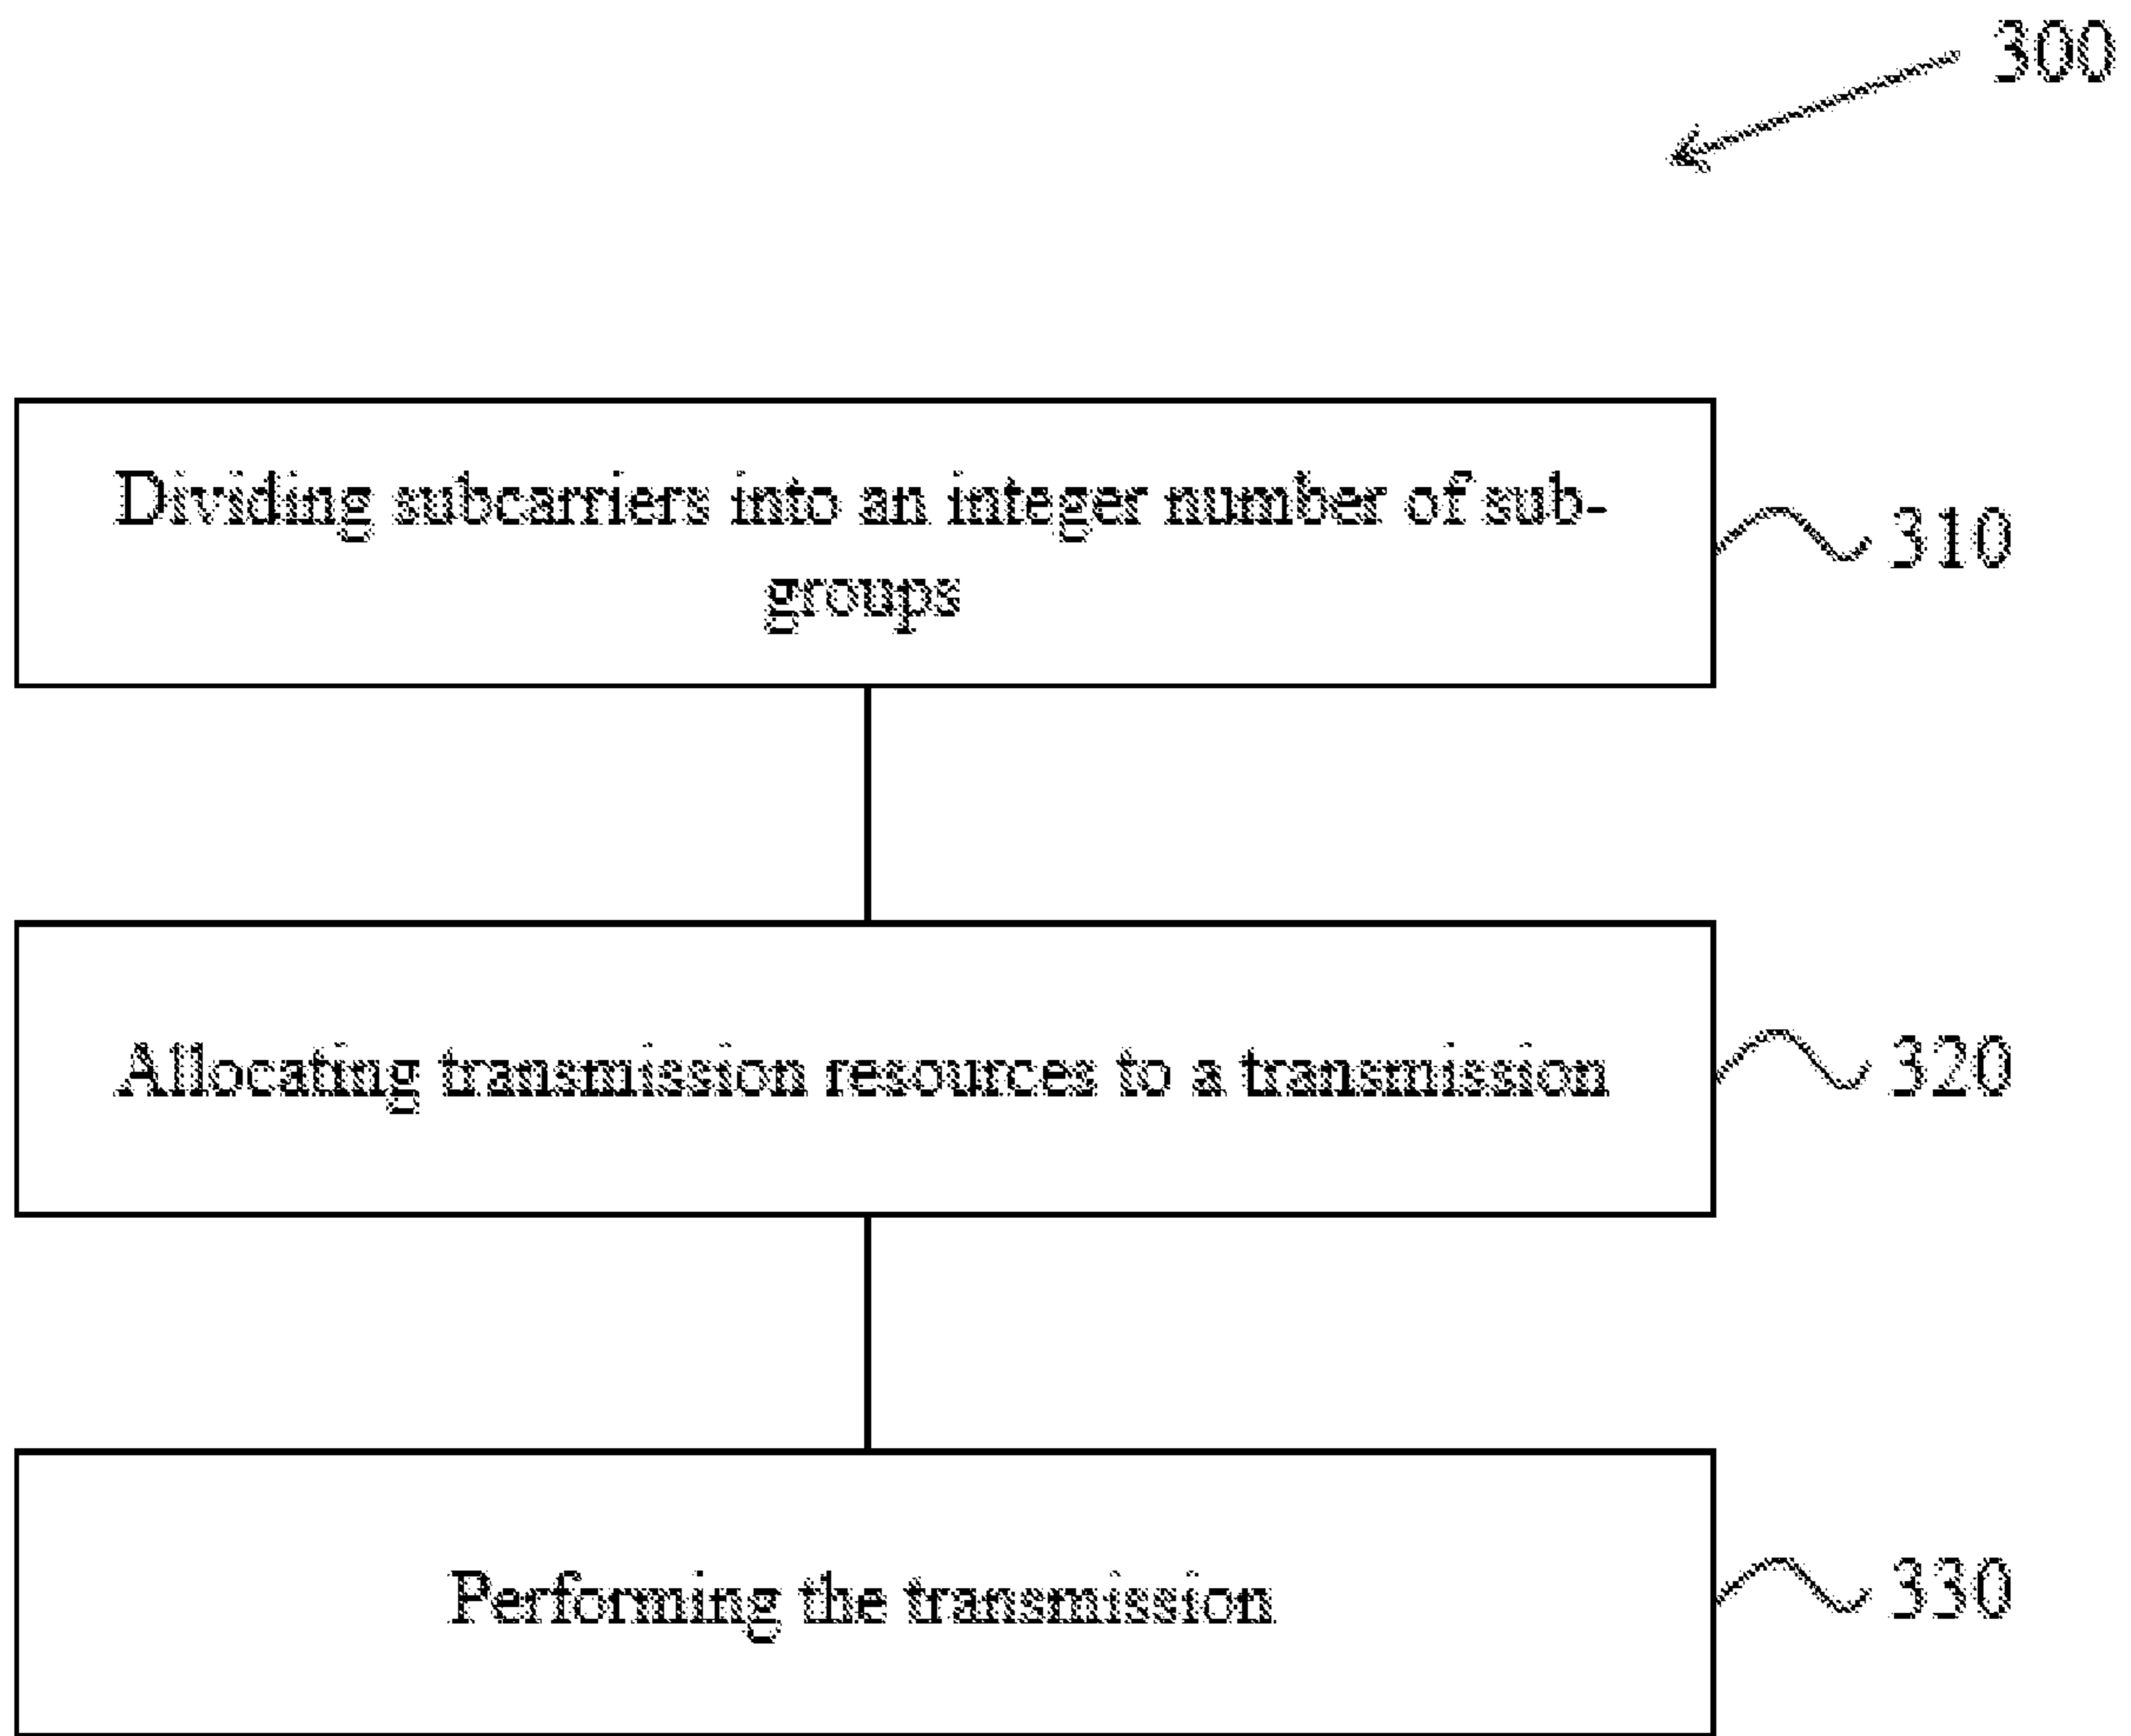 300
Dividing subcarriers into an integer number of sub-
groups
310
Allocating transmission resources to a transmission
320
Performing the transmission
330